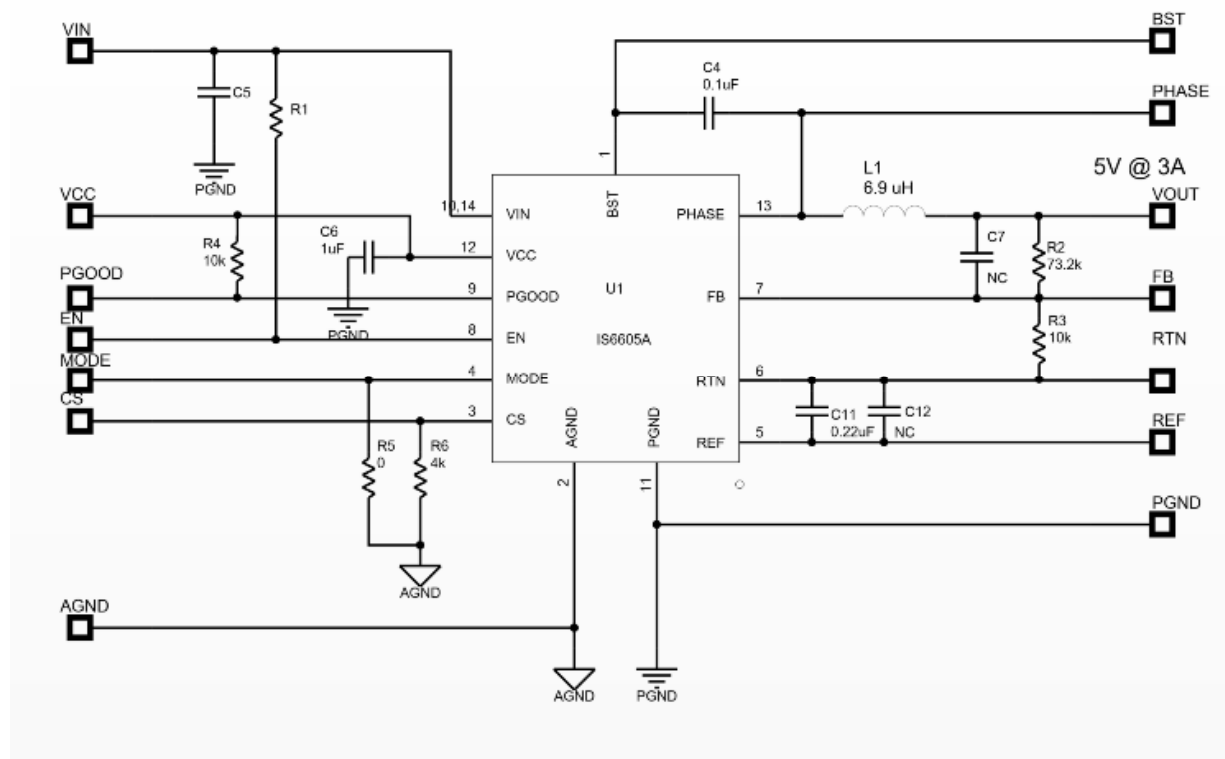 VIN
BST
C4
0.1uF
C5
R1
PHASE
PGND
1
L1
6.9 uH
5V @ 3A
VCC
VOUT
10,14
VIN
BST
PHASE
13
C6
1uF
R4
10k
12
VCC
C7
NC
R2
73.2k
PGOOD
9
PGOOD
U1
FB
7
FB
PGND
EN
8
EN
IS6605A
R3
10k
RTN
MODE
4
MODE
RTN
6
CS
3
CS
AGND
PGND
C11
0.22uF
C12
NC
REF
REF
5
R5
0
R6
4k
2
11
PGND
AGND
AGND
AGND
PGND